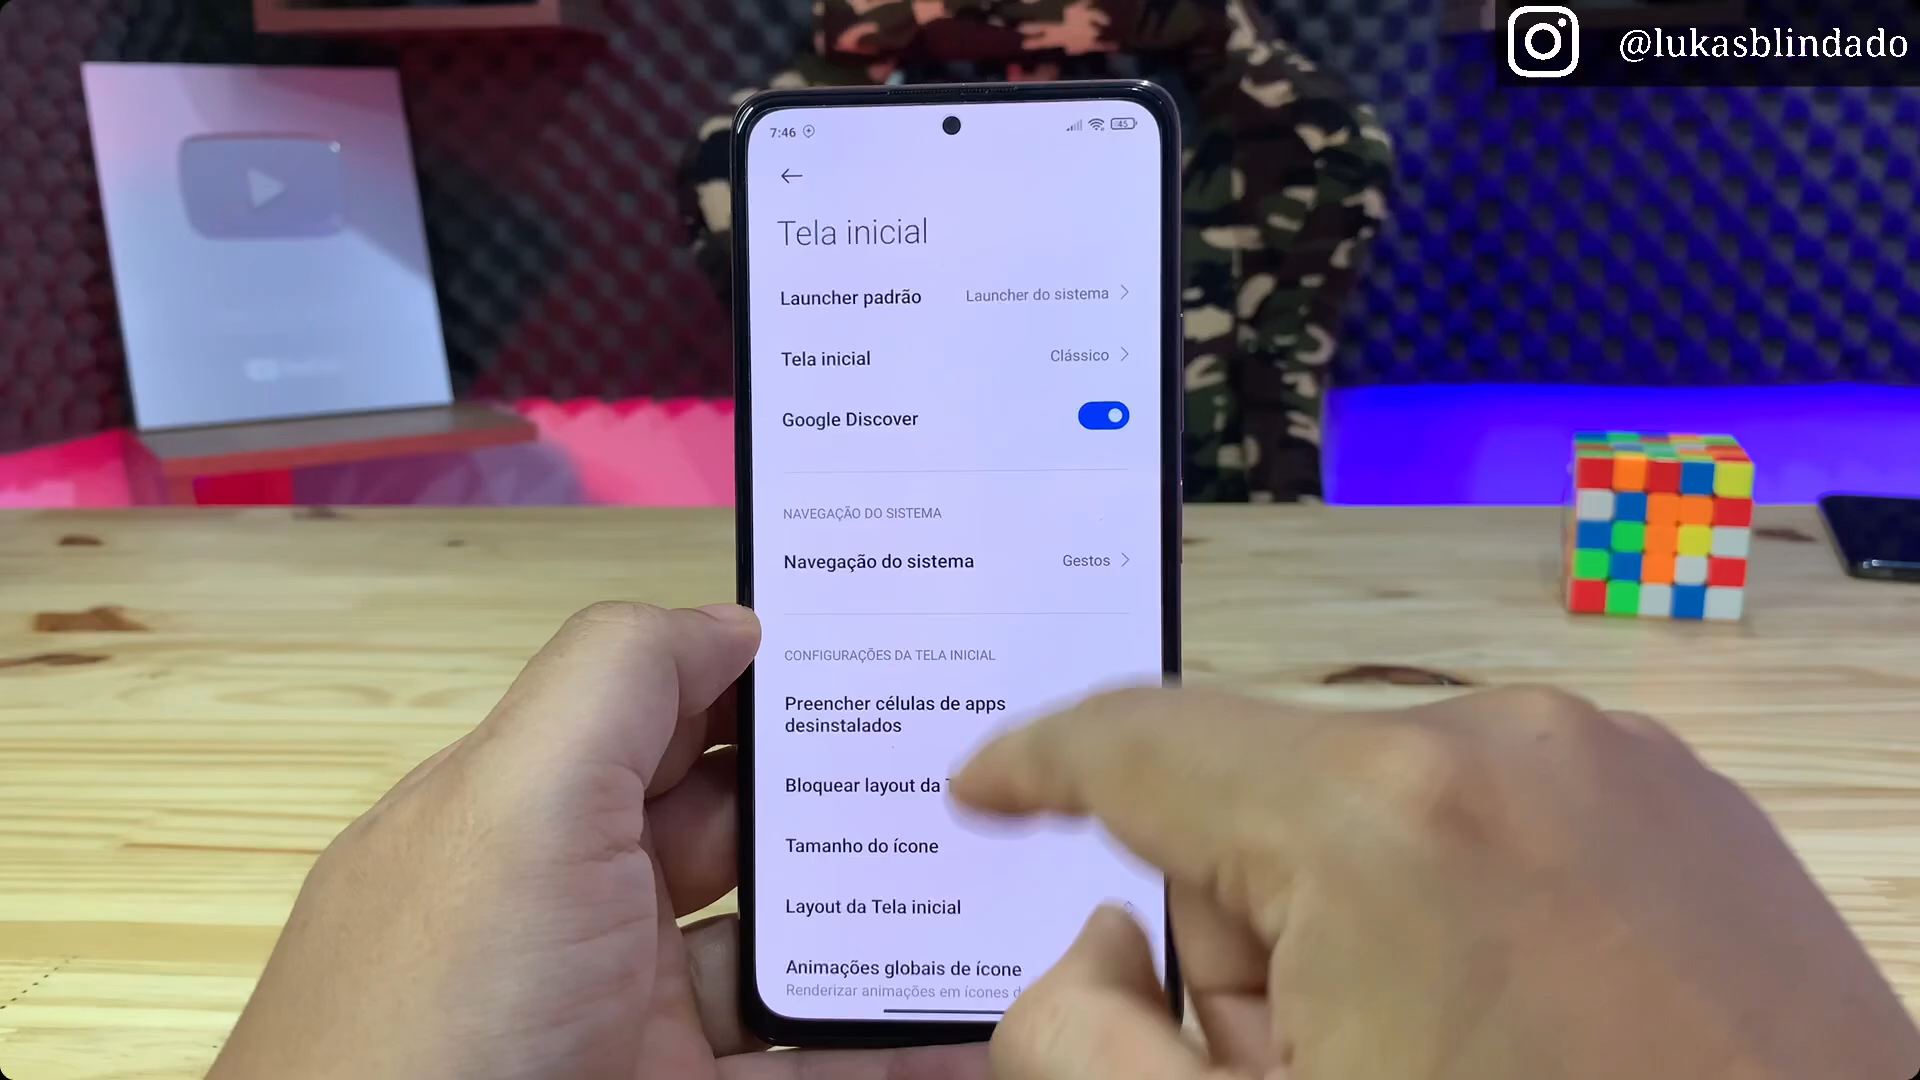 @lukasblindado
7:46
45
Tela inicial
Launcher padrão Launcher do sistema
Tela inicial Clássico
Google Discover
NAVEGAÇÃO DO SISTEMA
Navegação do sistema Gestos
CONFIGURAÇÕES DA TELA INICIAL
Preencher células de apps
desinstalados
Bloquear layout da
Tamanho do ícone
Layout da Tela inicial
Animações globais de ícone
Renderizar animações em ícones